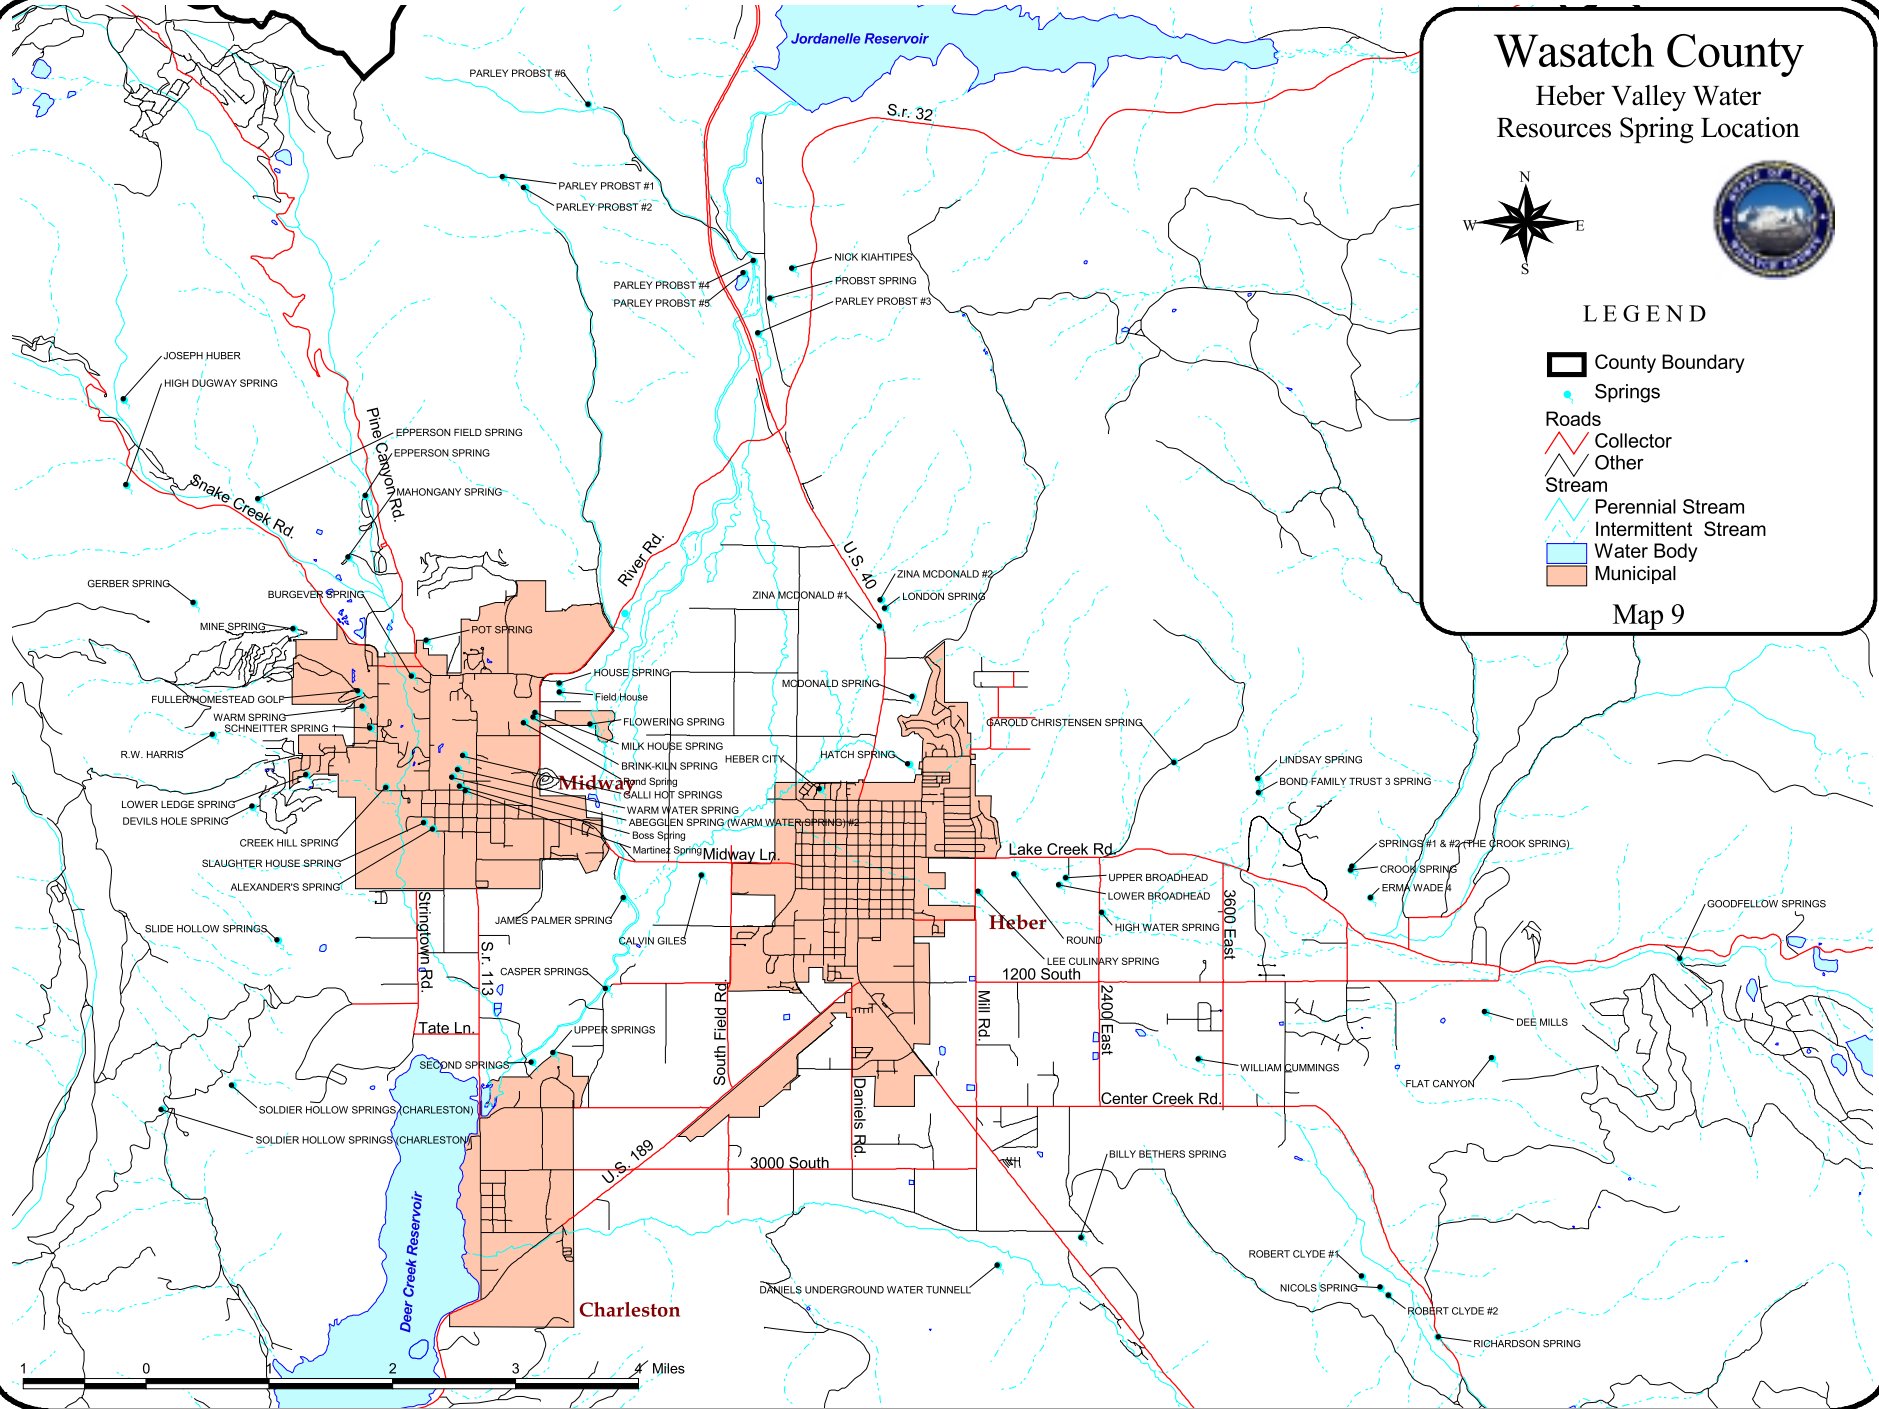 Jordanelle Reservoir
Wasatch County
Heber Valley Water
Resources Spring Location
N
W
E
S
LEGEND
County Boundary
Springs
Roads
Collector
Other
Stream
Perennial Stream
Intermittent Stream
Water Body
Municipal
Map 9
PARLEY PROBST #6
S.r. 32
PARLEY PROBST #1
PARLEY PROBST #2
NICK KIAHTIPES
PARLEY PROBST #4
PROBST SPRING
PARLEY PROBST #5
PARLEY PROBST #3
JOSEPH HUBER
HIGH DUGWAY SPRING
Pine Canyon Rd.
EPPERSON FIELD SPRING
EPPERSON SPRING
MAHONGANY SPRING
Snake Creek Rd.
River Rd.
U.S. 40
GERBER SPRING
BURGEVER SPRING
ZINA MCDONALD #2
ZINA MCDONALD #1
LONDON SPRING
MINE SPRING
POT SPRING
HOUSE SPRING
Field House
MCDONALD SPRING
FULLER/HOMESTEAD GOLF
WARM SPRING
SCHNEITTER SPRING 1
FLOWERING SPRING
GAROLD CHRISTENSEN SPRING
R.W. HARRIS
MILK HOUSE SPRING
BRINK-KILN SPRING
HEBER CITY
HATCH SPRING
LINDSAY SPRING
Midway
Pond Spring
BOND FAMILY TRUST 3 SPRING
GALLI HOT SPRINGS
LOWER LEDGE SPRING
WARM WATER SPRING
DEVILS HOLE SPRING
ABEGGLEN SPRING (WARM WATER SPRING) #2
Boss Spring
CREEK HILL SPRING
Martinez Spring
Midway Ln.
Lake Creek Rd.
SPRINGS #1 & #2 (THE CROOK SPRING)
SLAUGHTER HOUSE SPRING
CROOK SPRING
UPPER BROADHEAD
ALEXANDER'S SPRING
ERMA WADE 4
LOWER BROADHEAD
GOODFELLOW SPRINGS
Stringtown Rd.
JAMES PALMER SPRING
Heber
HIGH WATER SPRING
3600 East
SLIDE HOLLOW SPRINGS
CALVIN GILES
ROUND
S.r. 113
LEE CULINARY SPRING
CASPER SPRINGS
1200 South
South Field Rd.
Mill Rd.
2400 East
DEE MILLS
Tate Ln.
UPPER SPRINGS
SECOND SPRINGS
WILLIAM CUMMINGS
FLAT CANYON
Daniels Rd.
Center Creek Rd.
SOLDIER HOLLOW SPRINGS (CHARLESTON)
SOLDIER HOLLOW SPRINGS (CHARLESTON)
U.S. 189
3000 South
BILLY BETHERS SPRING
Deer Creek Reservoir
ROBERT CLYDE #1
NICOLS SPRING
DANIELS UNDERGROUND WATER TUNNELL
Charleston
ROBERT CLYDE #2
RICHARDSON SPRING
1 0 1 2 3 4 Miles